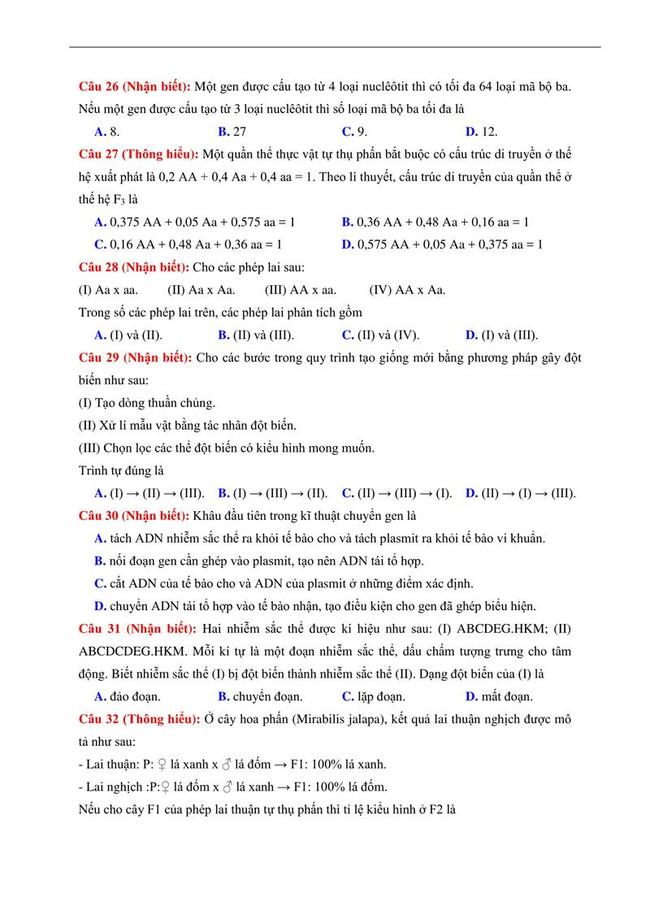 Câu 26 (Nhận biết): Một gen được cấu tạo từ 4 loại nuclêôtit thì có tối đa 64 loại mã bộ ba.
Nếu một gen được cấu tạo từ 3 loại nuclêôtit thì số loại mã bộ ba tối đa là
A. 8. B. 27 C. 9. D. 12.
Câu 27 (Thông hiểu): Một quần thể thực vật tự thụ phấn bắt buộc có cấu trúc di truyền ở thế
hệ xuất phát là 0,2 AA + 0,4 Aa + 0,4 aa = 1. Theo lí thuyết, cấu trúc di truyền của quần thể ở
thế hệ F₃ là
A. 0,375 AA + 0,05 Aa + 0,575 aa = 1 B. 0,36 AA + 0,48 Aa + 0,16 aa = 1
C. 0,16 AA + 0,48 Aa + 0,36 aa = 1 D. 0,575 AA + 0,05 Aa + 0,375 aa = 1
Câu 28 (Nhận biết): Cho các phép lai sau:
(I) Aa x aa. (II) Aa x Aa. (III) AA x aa. (IV) AA x Aa.
Trong số các phép lai trên, các phép lai phân tích gồm
A. (I) và (II). B. (II) và (III). C. (II) và (IV). D. (I) và (III).
Câu 29 (Nhận biết): Cho các bước trong quy trình tạo giống mới bằng phương pháp gây đột
biến như sau:
(I) Tạo dòng thuần chủng.
(II) Xử lí mẫu vật bằng tác nhân đột biến.
(III) Chọn lọc các thể đột biến có kiểu hình mong muốn.
Trình tự đúng là
A. (I) → (II) → (III). B. (I) → (III) → (II). C. (II) → (III) → (I). D. (II) → (I) → (III).
Câu 30 (Nhận biết): Khâu đầu tiên trong kĩ thuật chuyển gen là
A. tách ADN nhiễm sắc thể ra khỏi tế bào cho và tách plasmit ra khỏi tế bào vi khuẩn.
B. nối đoạn gen cần ghép vào plasmit, tạo nên ADN tái tổ hợp.
C. cắt ADN của tế bào cho và ADN của plasmit ở những điểm xác định.
D. chuyển ADN tái tổ hợp vào tế bào nhận, tạo điều kiện cho gen đã ghép biểu hiện.
Câu 31 (Nhận biết): Hai nhiễm sắc thể được kí hiệu như sau: (I) ABCDEG.HKM; (II)
ABCDCDEG.HKM. Mỗi kí tự là một đoạn nhiễm sắc thể, dấu chấm tượng trưng cho tâm
động. Biết nhiễm sắc thể (I) bị đột biến thành nhiễm sắc thể (II). Dạng đột biến của (I) là
A. đảo đoạn. B. chuyển đoạn. C. lặp đoạn. D. mất đoạn.
Câu 32 (Thông hiểu): Ở cây hoa phấn (Mirabilis jalapa), kết quả lai thuận nghịch được mô
tả như sau:
- Lai thuận: P: ♀ lá xanh x ♂ lá đốm → F1: 100% lá xanh.
- Lai nghịch :P:♀ lá đốm x ♂ lá xanh → F1: 100% lá đốm.
Nếu cho cây F1 của phép lai thuận tự thụ phấn thì tỉ lệ kiểu hình ở F2 là